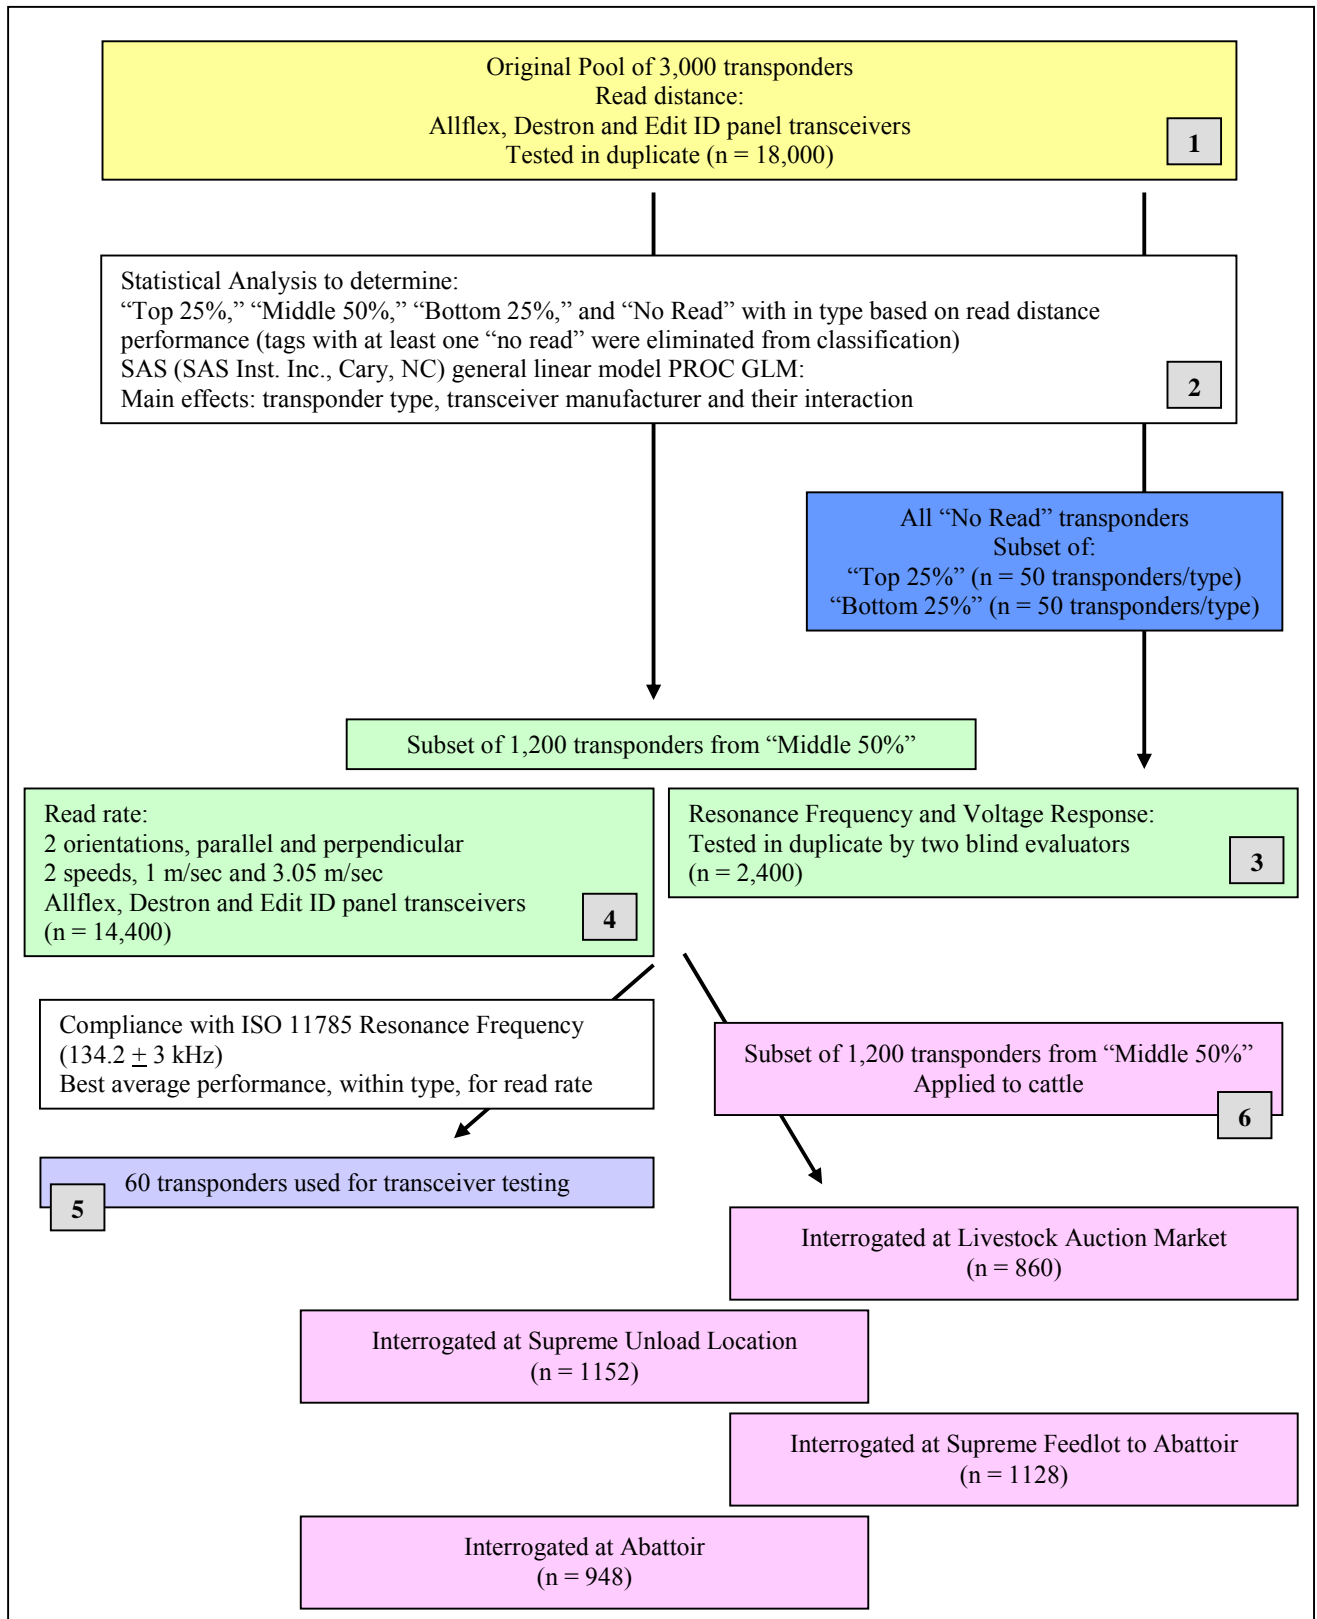 Original Pool of 3,000 transponders
Read distance:
Allflex, Destron and Edit ID panel transceivers
Tested in duplicate (n = 18,000)
1
Statistical Analysis to determine:
“Top 25%,” “Middle 50%,” “Bottom 25%,” and “No Read” with in type based on read distance
performance (tags with at least one “no read” were eliminated from classification)
SAS (SAS Inst. Inc., Cary, NC) general linear model PROC GLM:
Main effects: transponder type, transceiver manufacturer and their interaction
2
All “No Read” transponders
Subset of:
“Top 25%” (n = 50 transponders/type)
“Bottom 25%” (n = 50 transponders/type)
Subset of 1,200 transponders from “Middle 50%”
Read rate:
2 orientations, parallel and perpendicular
2 speeds, 1 m/sec and 3.05 m/sec
Allflex, Destron and Edit ID panel transceivers
(n = 14,400)
4
Resonance Frequency and Voltage Response:
Tested in duplicate by two blind evaluators
(n = 2,400)
3
Compliance with ISO 11785 Resonance Frequency
(134.2 ± 3 kHz)
Best average performance, within type, for read rate
Subset of 1,200 transponders from “Middle 50%”
Applied to cattle
6
60 transponders used for transceiver testing
5
Interrogated at Livestock Auction Market
(n = 860)
Interrogated at Supreme Unload Location
(n = 1152)
Interrogated at Supreme Feedlot to Abattoir
(n = 1128)
Interrogated at Abattoir
(n = 948)